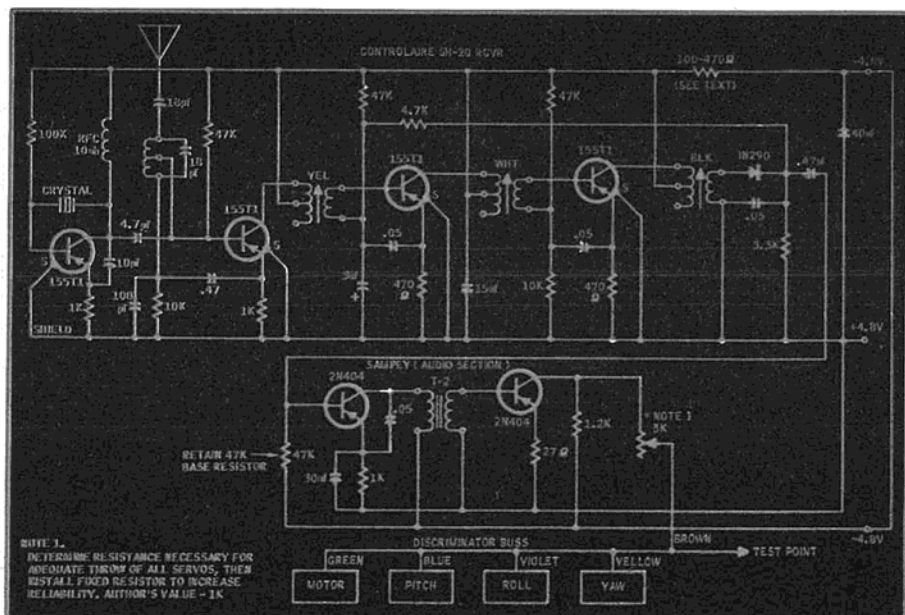 CONTROLAIRE SH-20 RCVR
100-470Ω
(SEE TEXT)
-4.8V
100K
RFC
10uh
18pf
18
pf
47K
47K
4.7K
47K
60uf
CRYSTAL
4.7pf
10pf
155T1
S
155T1
S
YEL
155T1
S
WHT
155T1
S
BLK
1N290
.47uf
.05
3.3K
1K
100
pf
10K
.47
1K
.05
470
Ω
15uf
10K
.05
470
Ω
SHIELD
+4.8V
SAMPEY (AUDIO SECTION)
2N404
T-2
.05
2N404
1.2K
* NOTE 1
3K
RETAIN 47K
BASE RESISTOR
47K
30uf
1K
27Ω
BROWN
-4.8V
DISCRIMINATOR BUSS
TEST POINT
GREEN
BLUE
VIOLET
YELLOW
MOTOR
PITCH
ROLL
YAW
NOTE 1.
DETERMINE RESISTANCE NECESSARY FOR
ADEQUATE THROW OF ALL SERVOS, THEN
INSTALL FIXED RESISTOR TO INCREASE
RELIABILITY. AUTHOR'S VALUE - 1K